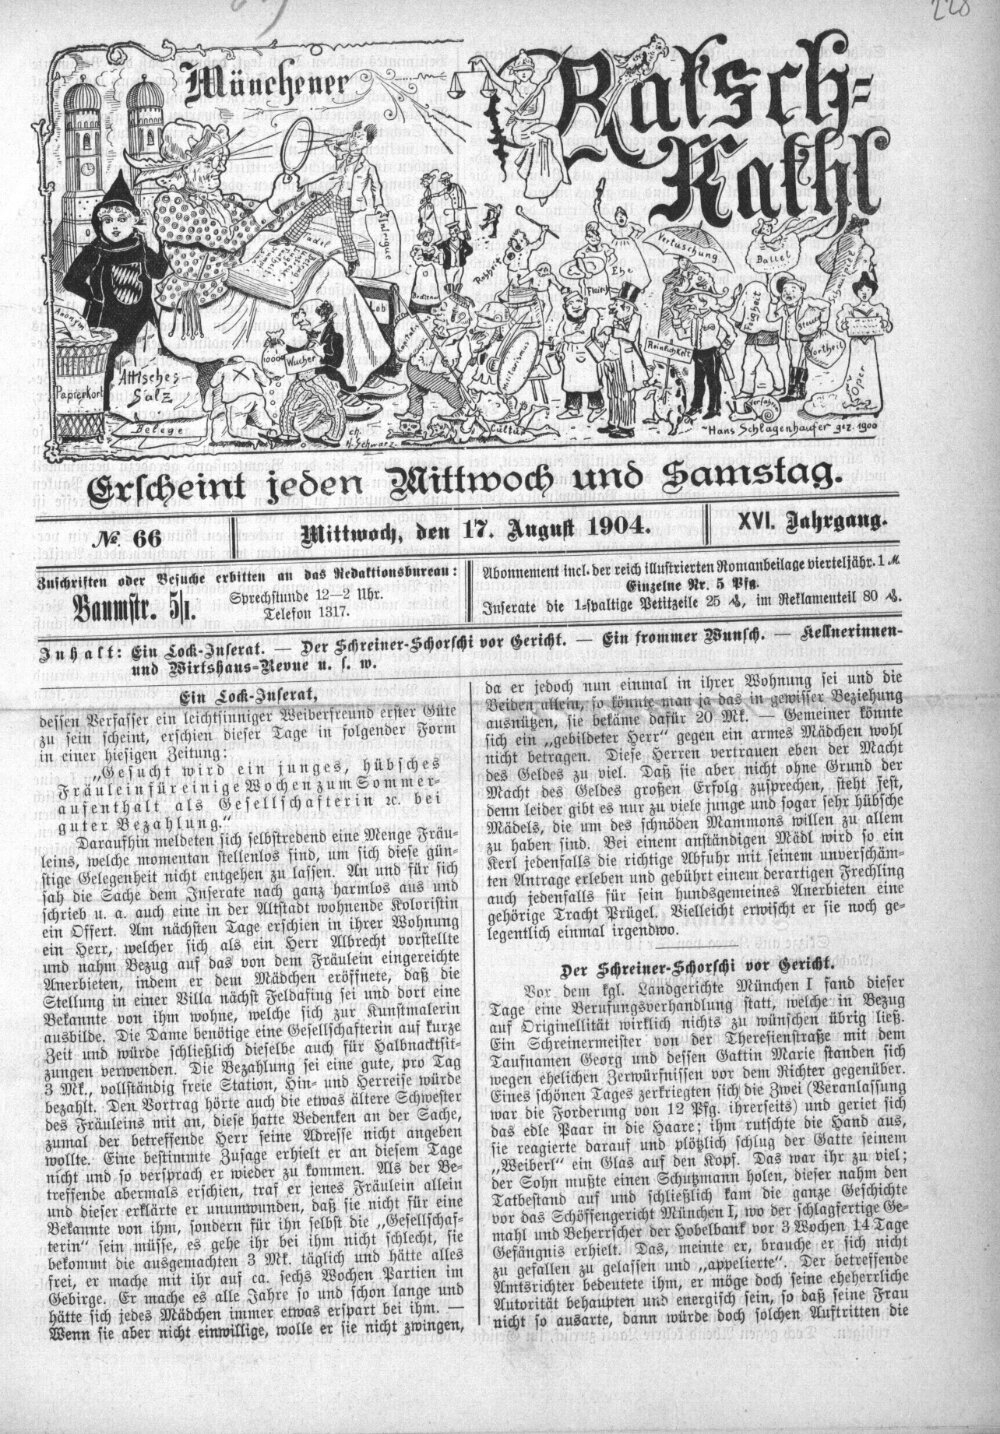 228
Münchener
Ratsch-
Kathl
adel
Intrigue
Lob
Anonym
Papierkorb
Attisches
Salz
Belege
10000
Wucher
ch.
H. Schwarz
Roheit
Ehe
Vertuschung
Ballet
Militarismus
Cultur
Reinlichkeit
Vortheil
Oper
Hans Schlagenhaufer gez. 1900
Erscheint jeden Mittwoch und Samstag.
№ 66
Mittwoch, den 17. August 1904.
XVI. Jahrgang.
Zuschriften oder Besuche erbitten an das Redaktionsbureau:
Baumstr. 5/I.
Sprechstunde 12—2 Uhr.
Telefon 1317.
Abonnement incl. der reich illustrierten Romanbeilage vierteljähr. 1 M
Einzelne Nr. 5 Pfg.
Inserate die 1-spaltige Petitzeile 25 ₰, im Reklamenteil 80 ₰.
Inhalt: Ein Lock-Inserat. — Der Schreiner-Schorschi vor Gericht. — Ein frommer Wunsch. — Kellnerinnen-
und Wirtshaus-Revue u. s. w.
Ein Lock-Inserat,
dessen Verfasser ein leichtsinniger Weiberfreund erster Güte
zu sein scheint, erschien dieser Tage in folgender Form
in einer hiesigen Zeitung:
„Gesucht wird ein junges, hübsches
Fräulein für einige Wochen zum Sommer-
aufenthalt als Gesellschafterin ⁊c. bei
guter Bezahlung.“
Daraufhin meldeten sich selbstredend eine Menge Fräu-
leins, welche momentan stellenlos sind, um sich diese gün-
stige Gelegenheit nicht entgehen zu lassen. An und für sich
sah die Sache dem Inserate nach ganz harmlos aus und
schrieb u. a. auch eine in der Altstadt wohnende Koloristin
ein Offert. Am nächsten Tage erschien in ihrer Wohnung
ein Herr, welcher sich als ein Herr Albrecht vorstellte
und nahm Bezug auf das von dem Fräulein eingereichte
Anerbieten, indem er dem Mädchen eröffnete, daß die
Stellung in einer Villa nächst Feldafing sei und dort eine
Bekannte von ihm wohne, welche sich zur Kunstmalerin
ausbilde. Die Dame benötige eine Gesellschafterin auf kurze
Zeit und würde schließlich dieselbe auch für Halbnacktsit-
zungen verwenden. Die Bezahlung sei eine gute, pro Tag
3 Mk., vollständig freie Station, Hin- und Herreise würde
bezahlt. Den Vortrag hörte auch die etwas ältere Schwester
des Fräuleins mit an, diese hatte Bedenken an der Sache,
zumal der betreffende Herr seine Adresse nicht angeben
wollte. Eine bestimmte Zusage erhielt er an diesem Tage
nicht und so versprach er wieder zu kommen. Als der Be-
treffende abermals erschien, traf er jenes Fräulein allein
und dieser erklärte er unumwunden, daß sie nicht für eine
Bekannte von ihm, sondern für ihn selbst die „Gesellschaf-
terin“ sein müsse, es gehe ihr bei ihm nicht schlecht, sie
bekommt die ausgemachten 3 Mk. täglich und hätte alles
frei, er mache mit ihr auf ca. sechs Wochen Partien im
Gebirge. Er mache es alle Jahre so und schon lange und
hätte sich jedes Mädchen immer etwas erspart bei ihm. —
Wenn sie aber nicht einwillige, wolle er sie nicht zwingen,
da er jedoch nun einmal in ihrer Wohnung sei und die
Beiden allein, so könnte man ja das in gewisser Beziehung
ausnützen, sie bekäme dafür 20 Mk. — Gemeiner könnte
sich ein „gebildeter Herr“ gegen ein armes Mädchen wohl
nicht betragen. Diese Herren vertrauen eben der Macht
des Geldes zu viel. Daß sie aber nicht ohne Grund der
Macht des Geldes großen Erfolg zusprechen, steht fest,
denn leider gibt es nur zu viele junge und sogar sehr hübsche
Mädels, die um des schnöden Mammons willen zu allem
zu haben sind. Bei einem anständigen Mädl wird so ein
Kerl jedenfalls die richtige Abfuhr mit seinem unverschäm-
ten Antrage erleben und gebührt einem derartigen Frechling
auch jedenfalls für sein hundsgemeines Anerbieten eine
gehörige Tracht Prügel. Vielleicht erwischt er sie noch ge-
legentlich einmal irgendwo.
Der Schreiner-Schorschi vor Gericht.
Vor dem kgl. Landgerichte München I fand dieser
Tage eine Berufungsverhandlung statt, welche in Bezug
auf Originellität wirklich nichts zu wünschen übrig ließ.
Ein Schreinermeister von der Theresienstraße mit dem
Taufnamen Georg und dessen Gattin Marie standen sich
wegen ehelichen Zerwürfnissen vor dem Richter gegenüber.
Eines schönen Tages zerkriegten sich die Zwei (Veranlassung
war die Forderung von 12 Pfg. ihrerseits) und geriet sich
das edle Paar in die Haare; ihm rutschte die Hand aus,
sie reagierte darauf und plötzlich schlug der Gatte seinem
„Weiberl“ ein Glas auf den Kopf. Das war ihr zu viel;
der Sohn mußte einen Schutzmann holen, dieser nahm den
Tatbestand auf und schließlich kam die ganze Geschichte
vor das Schöffengericht München I, wo der schlagfertige Ge-
mahl und Beherrscher der Hobelbank vor 3 Wochen 14 Tage
Gefängnis erhielt. Das, meinte er, brauche er sich nicht
zu gefallen zu gelassen und „appelierte“. Der betreffende
Amtsrichter bedeutete ihm, er möge doch seine eheherrliche
Autorität behaupten und energisch sein, so daß seine Frau
nicht so ausarte, dann würde doch solchen Auftritten die